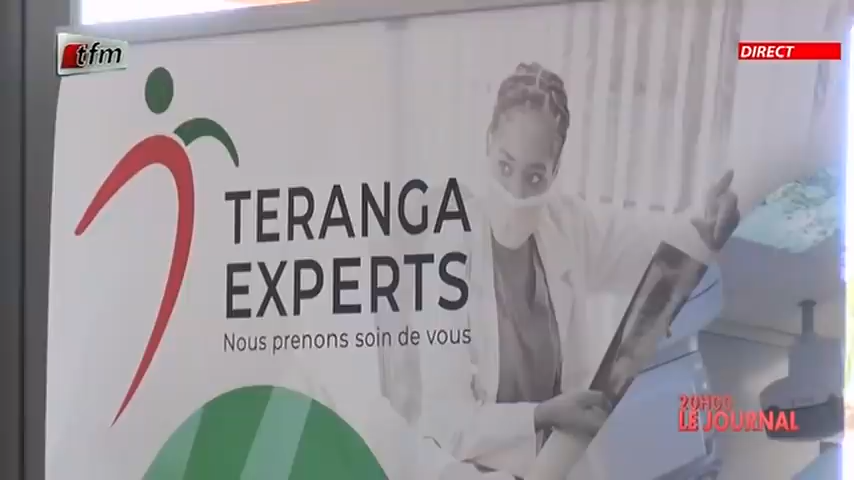 tfm
DIRECT
TERANGA
EXPERTS
Nous prenons soin de vous
20H00
LE JOURNAL